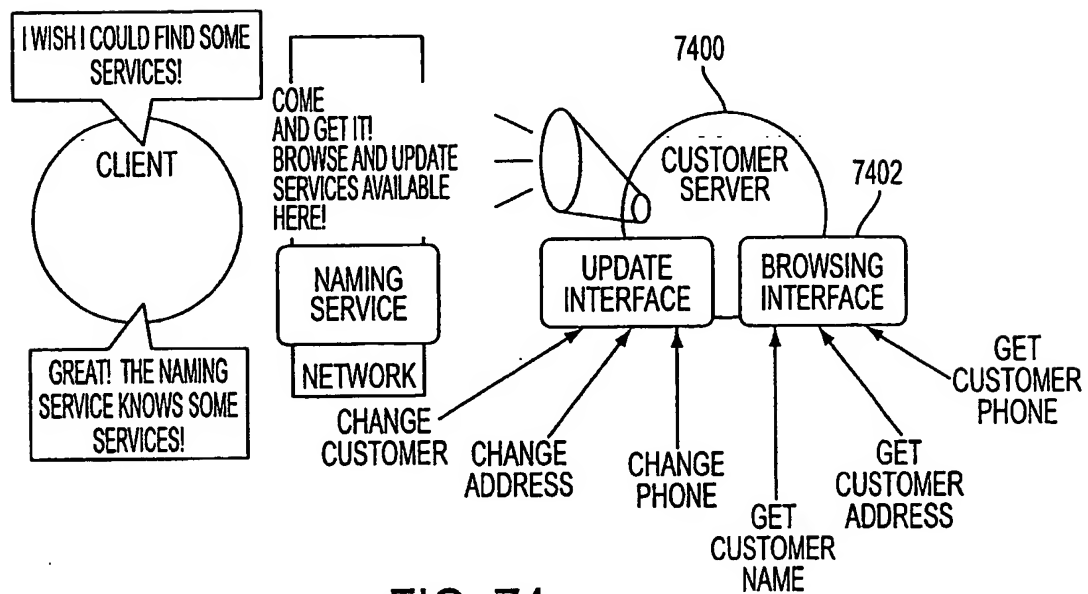 I WISH I COULD FIND SOME
SERVICES!
CLIENT
GREAT! THE NAMING
SERVICE KNOWS SOME
SERVICES!
COME
AND GET IT!
BROWSE AND UPDATE
SERVICES AVAILABLE
HERE!
NAMING
SERVICE
NETWORK
7400
CUSTOMER
SERVER
7402
UPDATE
INTERFACE
BROWSING
INTERFACE
CHANGE
CUSTOMER
CHANGE
ADDRESS
CHANGE
PHONE
GET
CUSTOMER
NAME
GET
CUSTOMER
ADDRESS
GET
CUSTOMER
PHONE
FIG. 74